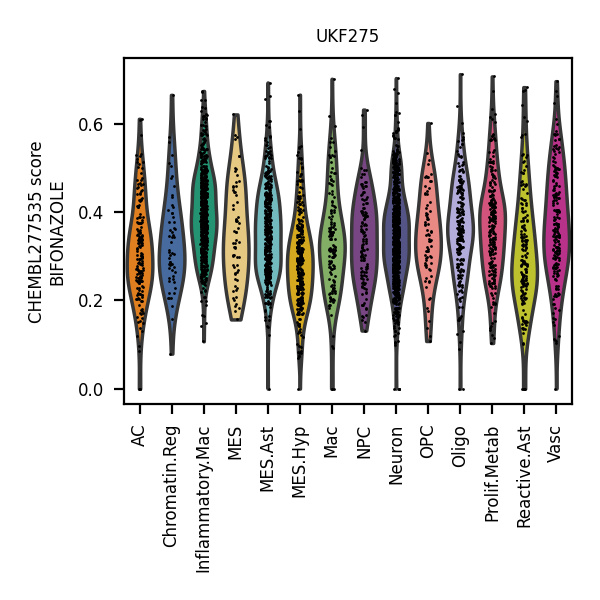 UKF275
CHEMBL277535 score
BIFONAZOLE
0.6
0.4
0.2
0.0
AC
Chromatin.Reg
Inflammatory.Mac
MES
MES.Ast
MES.Hyp
Mac
NPC
Neuron
OPC
Oligo
Prolif.Metab
Reactive.Ast
Vasc